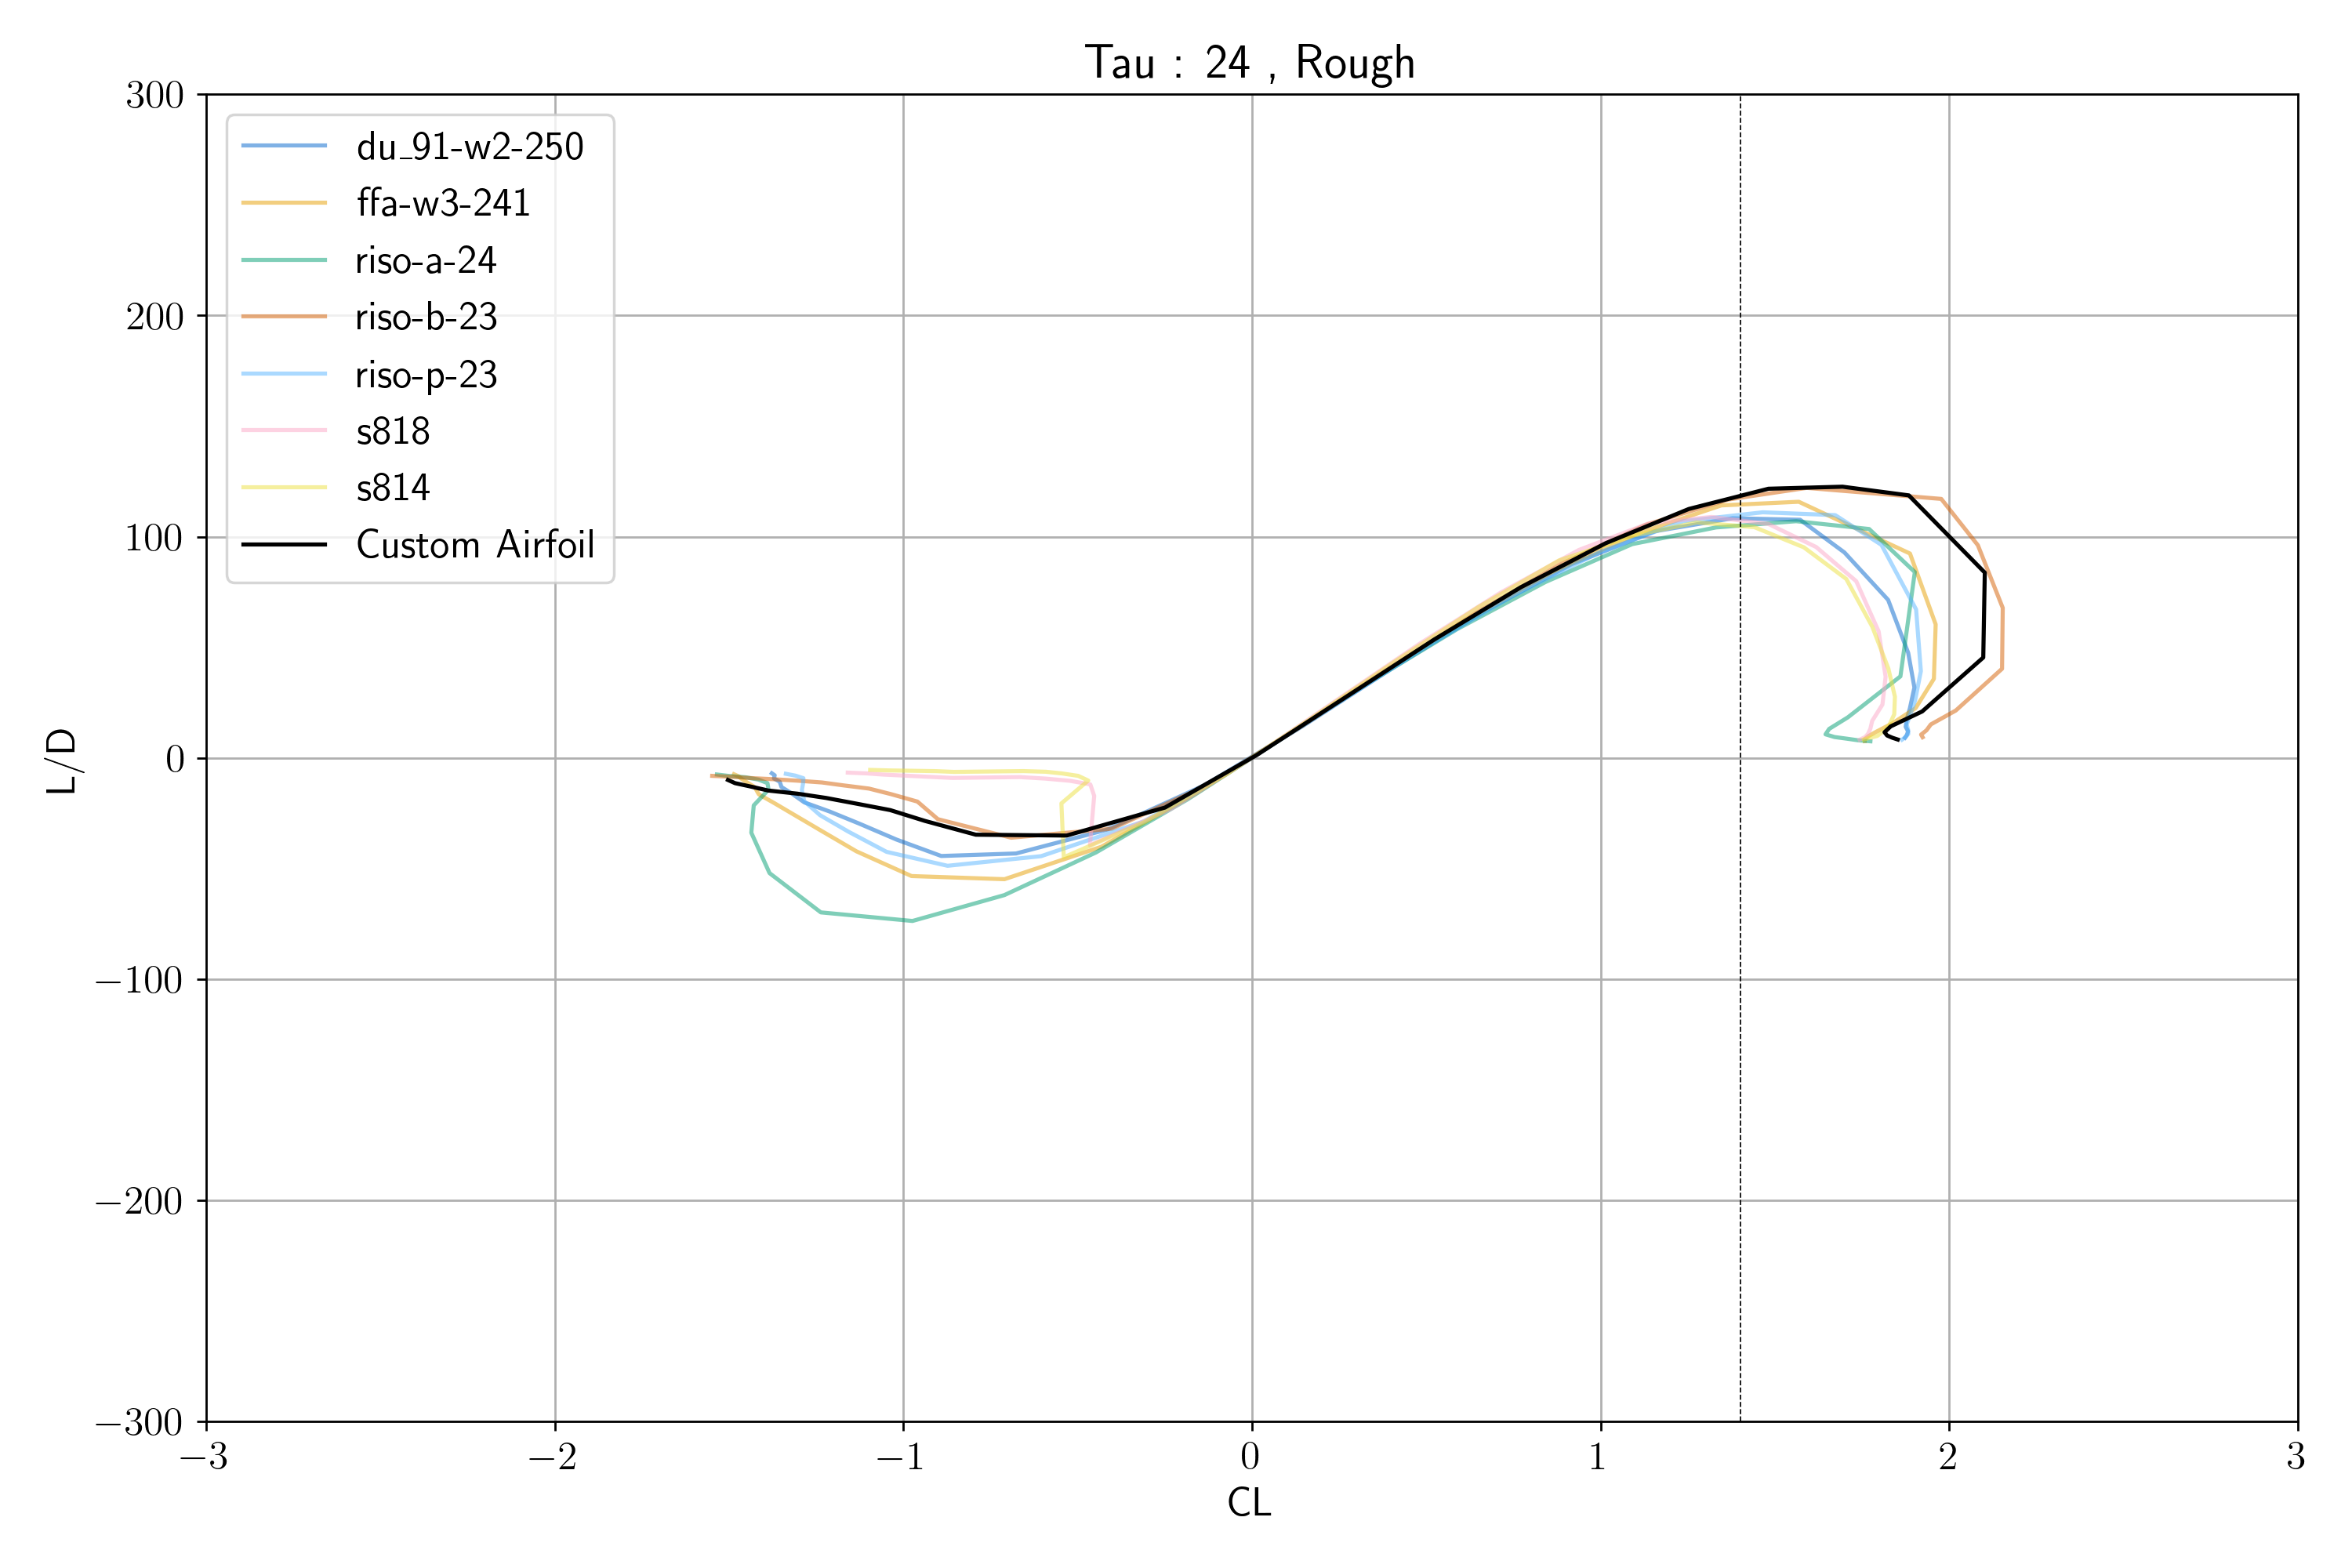 Tau : 24 , Rough
300
200
100
0
−100
−200
−300
L/D
du_91-w2-250
ffa-w3-241
riso-a-24
riso-b-23
riso-p-23
s818
s814
Custom Airfoil
−3 −2 −1 0 1 2 3
CL